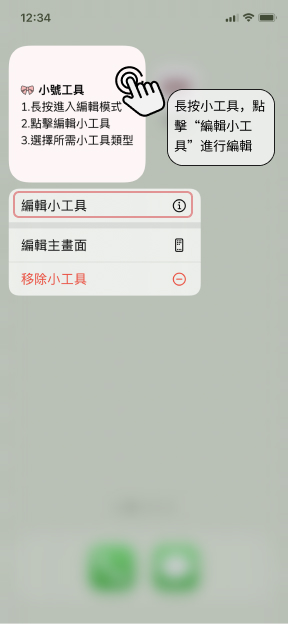 12:34
小號工具
1.長按進入編輯模式
2.點擊編輯小工具
3.選擇所需小工具類型
長按小工具，點
擊“編輯小工
具”進行編輯
編輯小工具
編輯主畫面
移除小工具